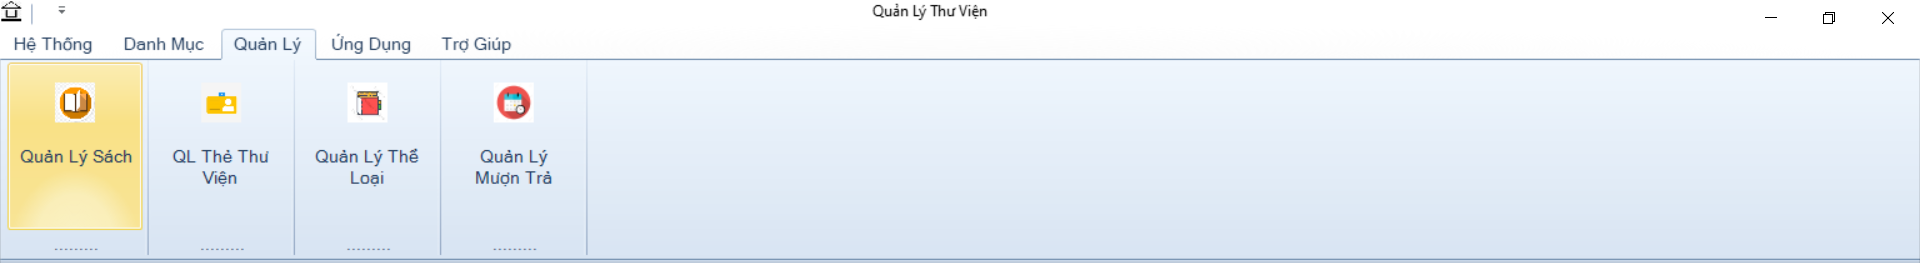 Quản Lý Thư Viện
Hệ Thống Danh Mục Quản Lý Ứng Dụng Trợ Giúp
Quản Lý Sách
QL Thẻ Thư
Viện
Quản Lý Thể
Loại
Quản Lý
Mượn Trả
......... ......... ......... .........